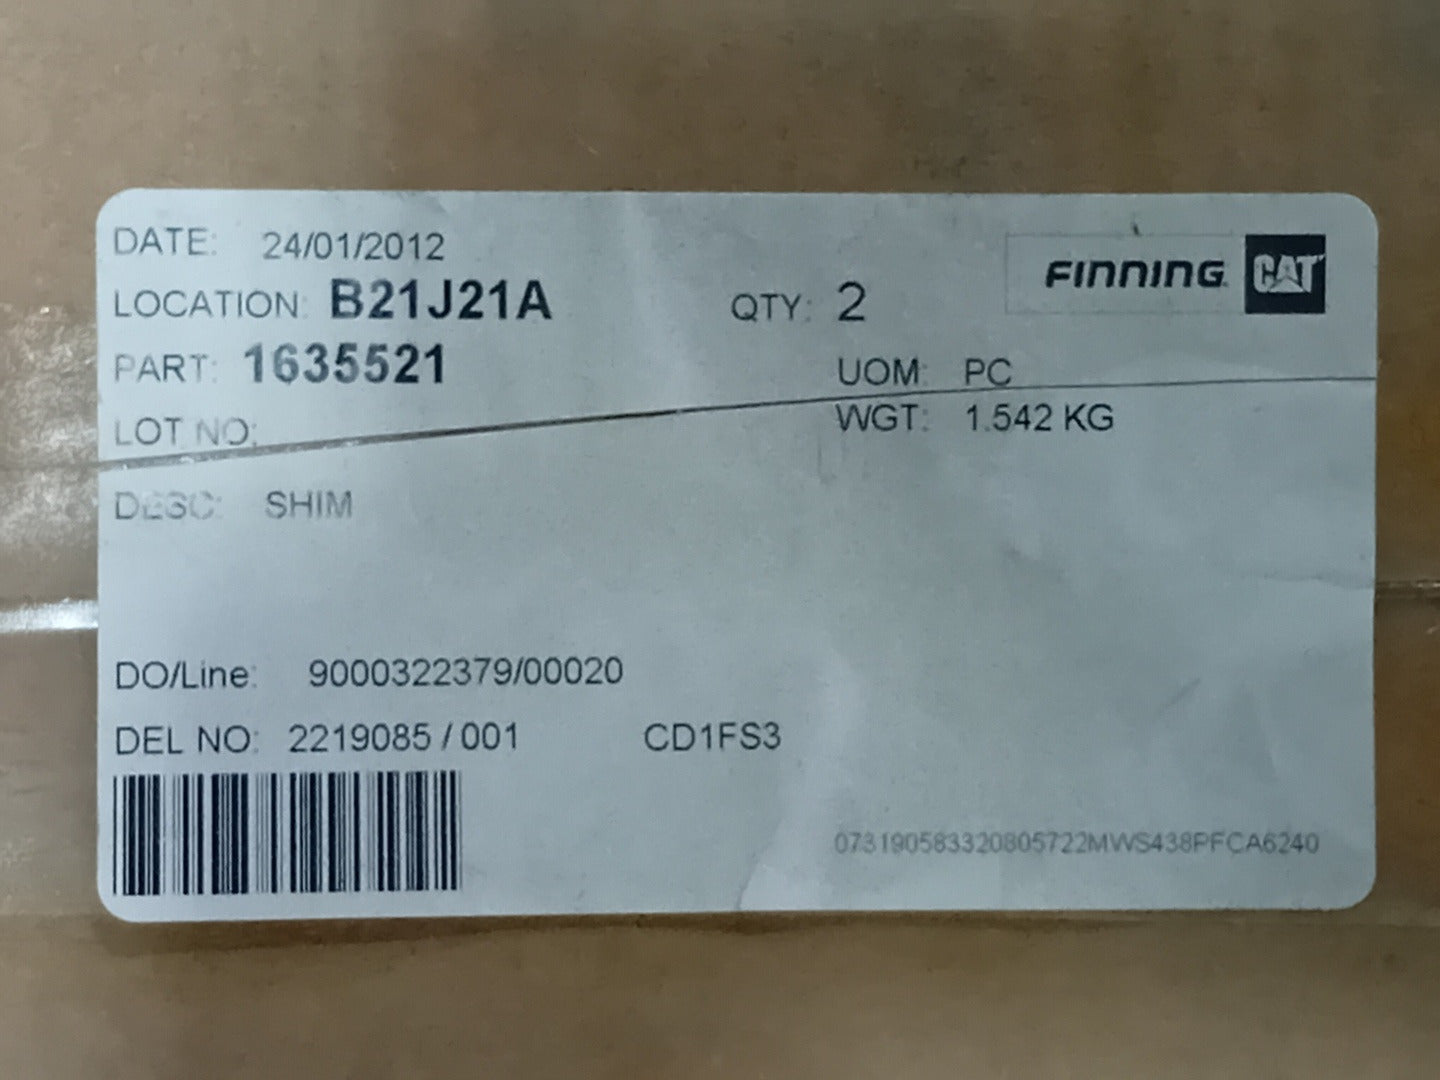 DATE: 24/01/2012
FINNING CAT
LOCATION: B21J21A QTY: 2
PART: 1635521 UOM: PC
LOT NO: WGT: 1.542 KG
DESC: SHIM
DO/Line: 9000322379/00020
DEL NO: 2219085 / 001 CD1FS3
073190583320805722MWS438PFCA6240